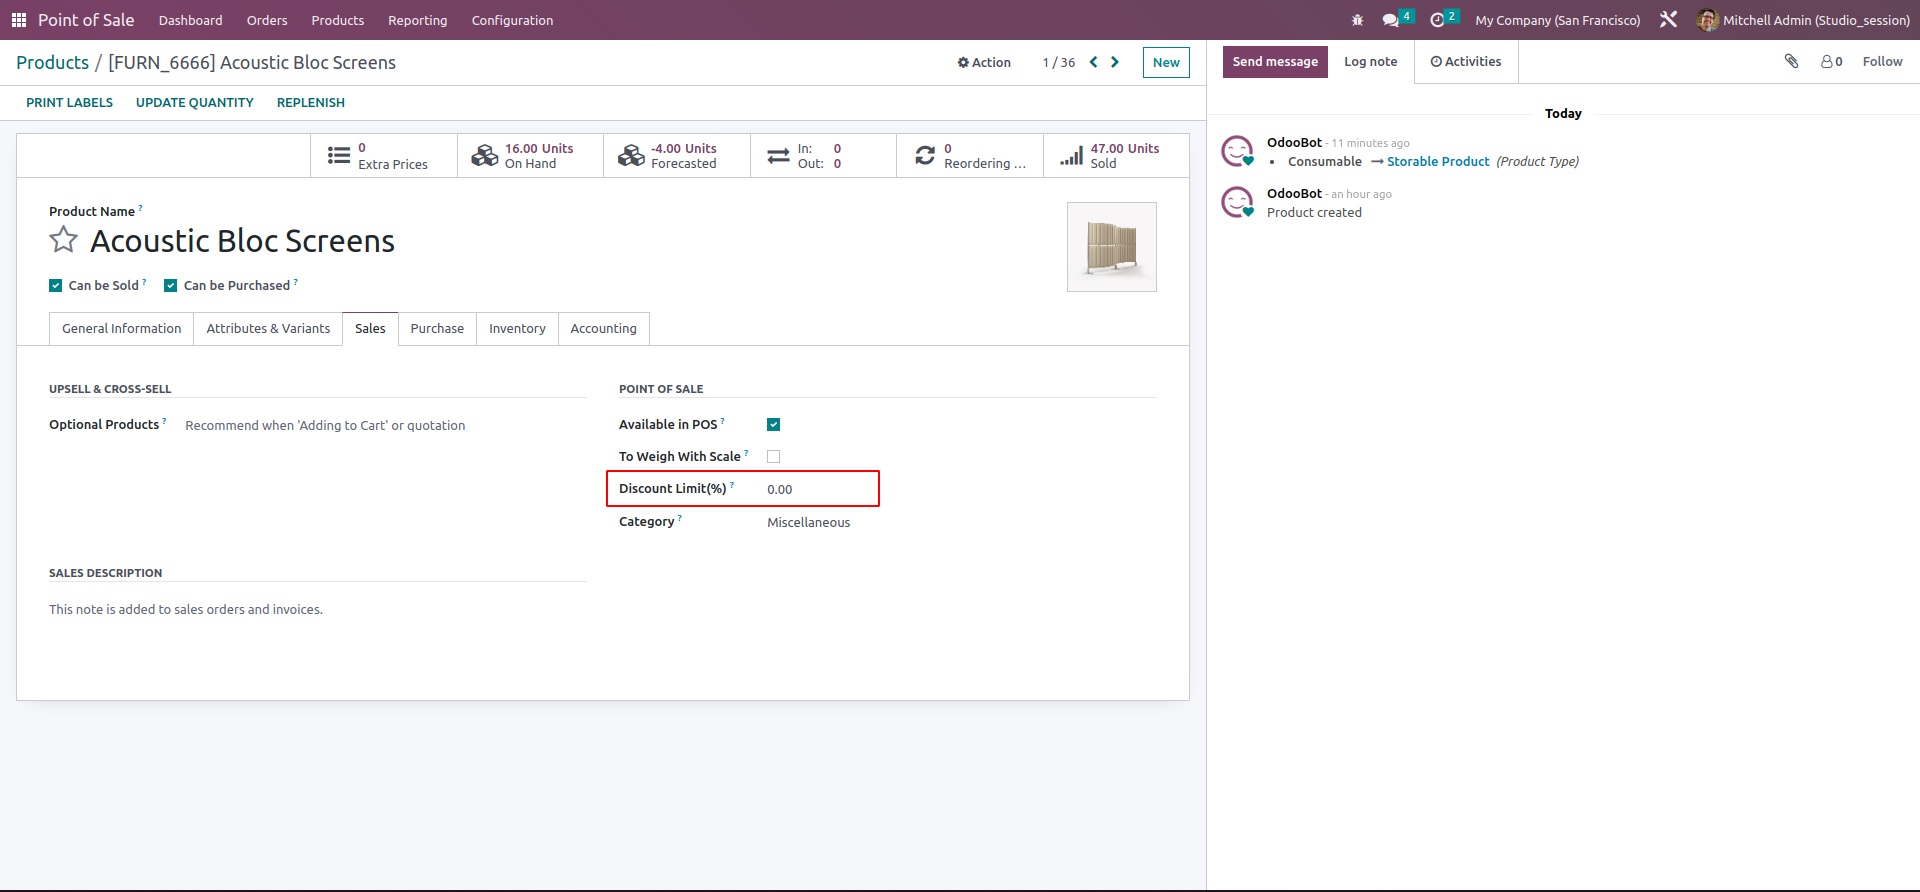 Point of Sale Dashboard Orders Products Reporting Configuration 4 2 My Company (San Francisco) Mitchell Admin (Studio_session)
Products / [FURN_6666] Acoustic Bloc Screens Action 1 / 36 New
Send message Log note Activities 0 Follow
PRINT LABELS UPDATE QUANTITY REPLENISH
0 Extra Prices
16.00 Units On Hand
-4.00 Units Forecasted
In: 0
Out: 0
0 Reordering ...
47.00 Units Sold
Product Name ?
Acoustic Bloc Screens
Can be Sold ? Can be Purchased ?
General Information Attributes & Variants Sales Purchase Inventory Accounting
UPSELL & CROSS-SELL
Optional Products ? Recommend when 'Adding to Cart' or quotation
POINT OF SALE
Available in POS ?
To Weigh With Scale ?
Discount Limit(%) ? 0.00
Category ? Miscellaneous
SALES DESCRIPTION
This note is added to sales orders and invoices.
Today
OdooBot - 11 minutes ago
• Consumable → Storable Product (Product Type)
OdooBot - an hour ago
Product created